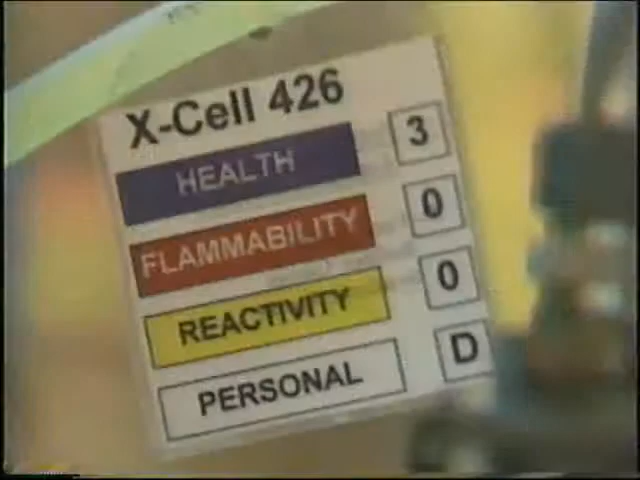 X-Cell 426
HEALTH 3
FLAMMABILITY 0
REACTIVITY 0
PERSONAL D